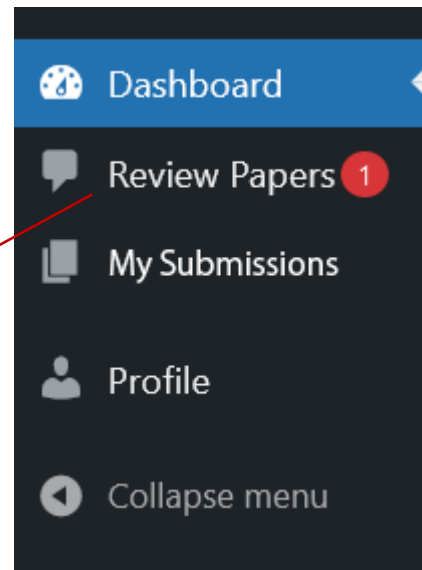 Dashboard
Review Papers 1
My Submissions
Profile
Collapse menu